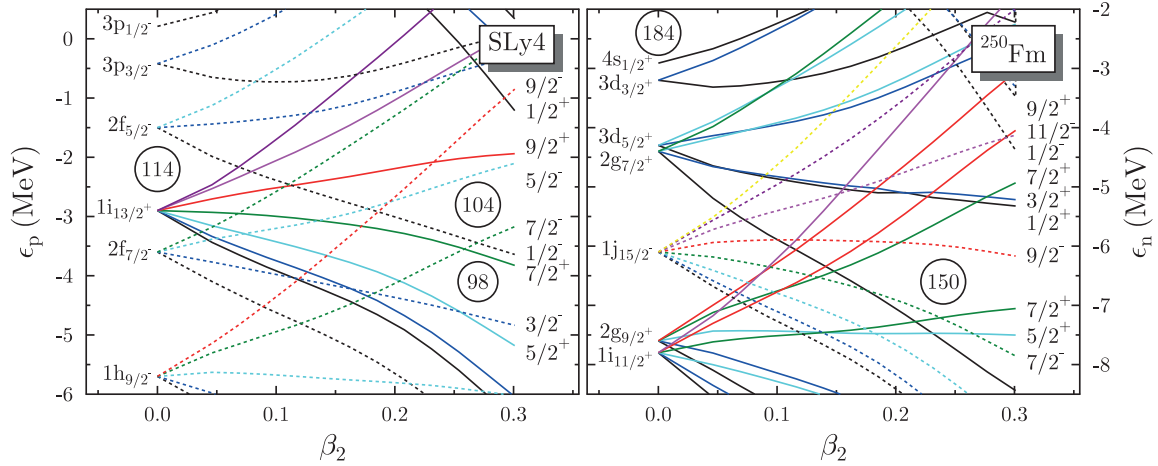 SLy4
ϵp (MeV)
0
-1
-2
-3
-4
-5
-6
3p1/2-
3p3/2-
2f5/2-
1i13/2+
2f7/2-
1h9/2-
114
104
98
9/2-
1/2+
9/2+
5/2-
7/2-
1/2-
7/2+
3/2-
5/2+
0.0 0.1 0.2 0.3
β2
184
250Fm
4s1/2+
3d3/2+
3d5/2+
2g7/2+
1j15/2-
2g9/2+
1i11/2+
150
9/2+
11/2-
1/2-
7/2+
3/2+
1/2+
9/2-
7/2+
5/2+
7/2-
-2
-3
-4
-5
-6
-7
-8
ϵn (MeV)
0.0 0.1 0.2 0.3
β2